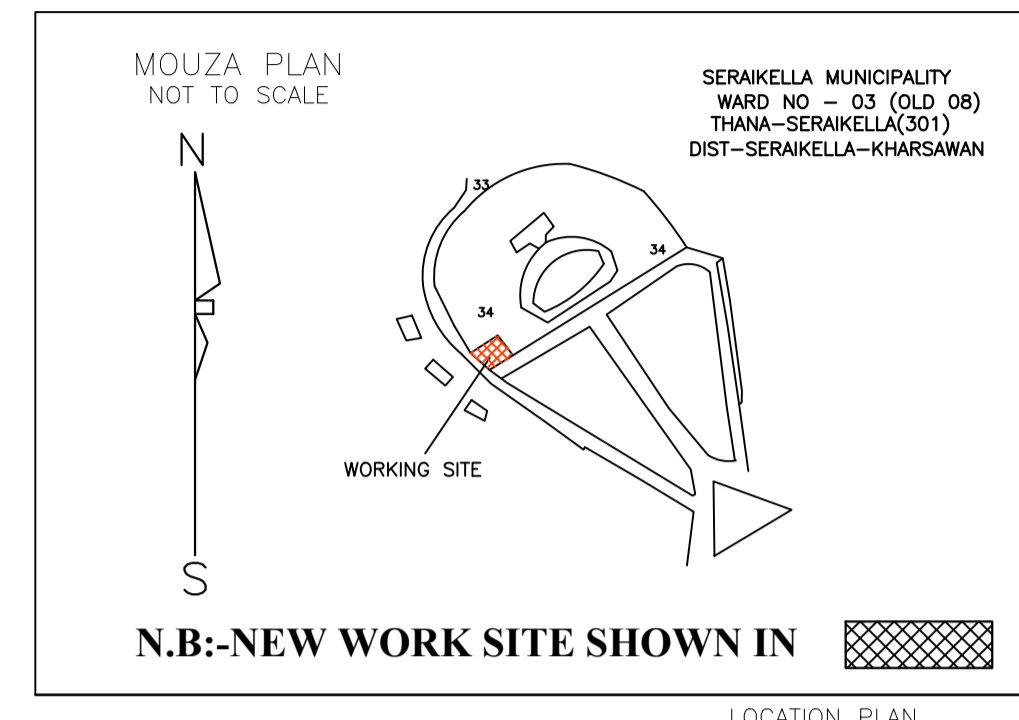 MOUZA PLAN
NOT TO SCALE
SERAIKELLA MUNICIPALITY
WARD NO – 03 (OLD 08)
THANA–SERAIKELLA(301)
DIST–SERAIKELLA–KHARSAWAN
N
33
34
34
WORKING SITE
S
N.B:-NEW WORK SITE SHOWN IN
LOCATION PLAN